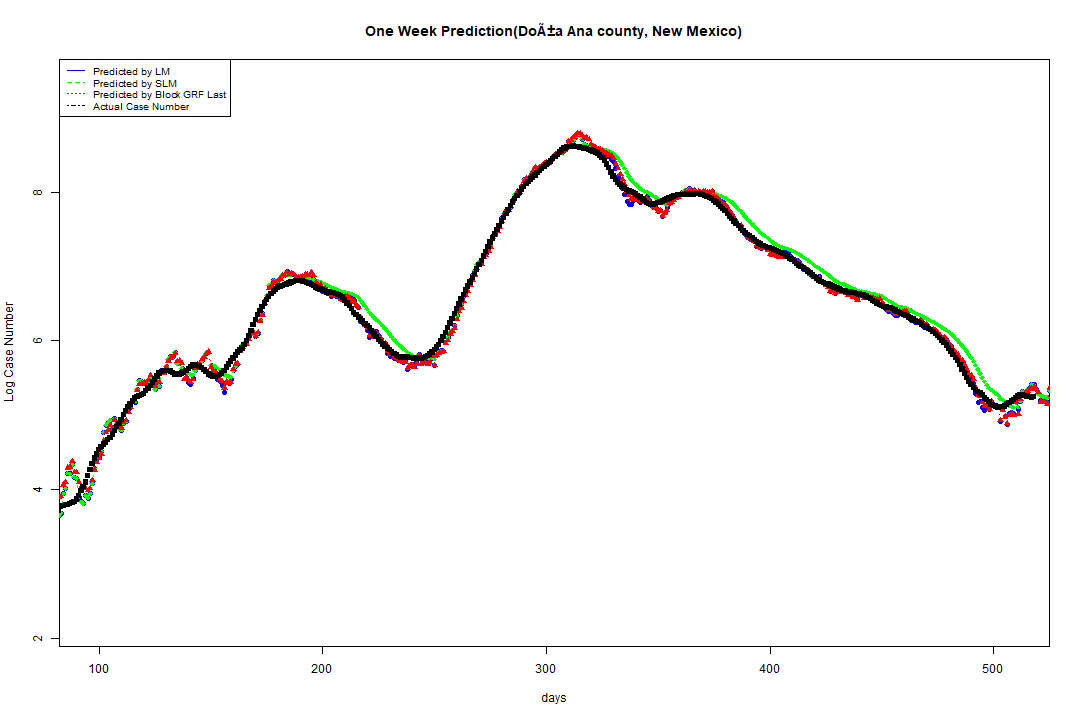 One Week Prediction(DoÃ±a Ana county, New Mexico)
Predicted by LM
Predicted by SLM
Predicted by Block GRF Last
Actual Case Number
Log Case Number
8
6
4
2
100 200 300 400 500
days